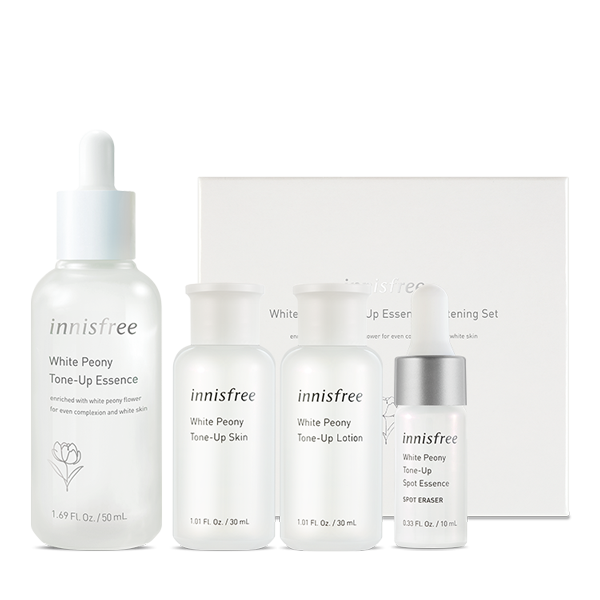 innisfree
White Peony
Tone-Up Essence
enriched with white peony flower
for even complexion and white skin
1.69 FL. Oz. / 50 mL
innisfree
White Peony
Tone-Up Skin
1.01 FL. Oz. / 30 mL
innisfree
White Peony
Tone-Up Lotion
1.01 FL. Oz. / 30 mL
innisfree
White Peony
Tone-Up
Spot Essence
SPOT ERASER
0.33 FL. Oz. / 10 mL
innisfree
White Up Essen tening Set
for even and white skin